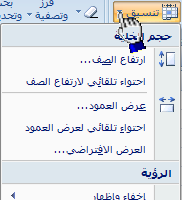 فرز
وتصفية
تنسيق
حجم الخلية
ارتفاع الصف...
احتواء تلقائي لارتفاع الصف
عرض العمود...
احتواء تلقائي لعرض العمود
العرض الافتراضي...
الرؤية
إخفاء وإظهار